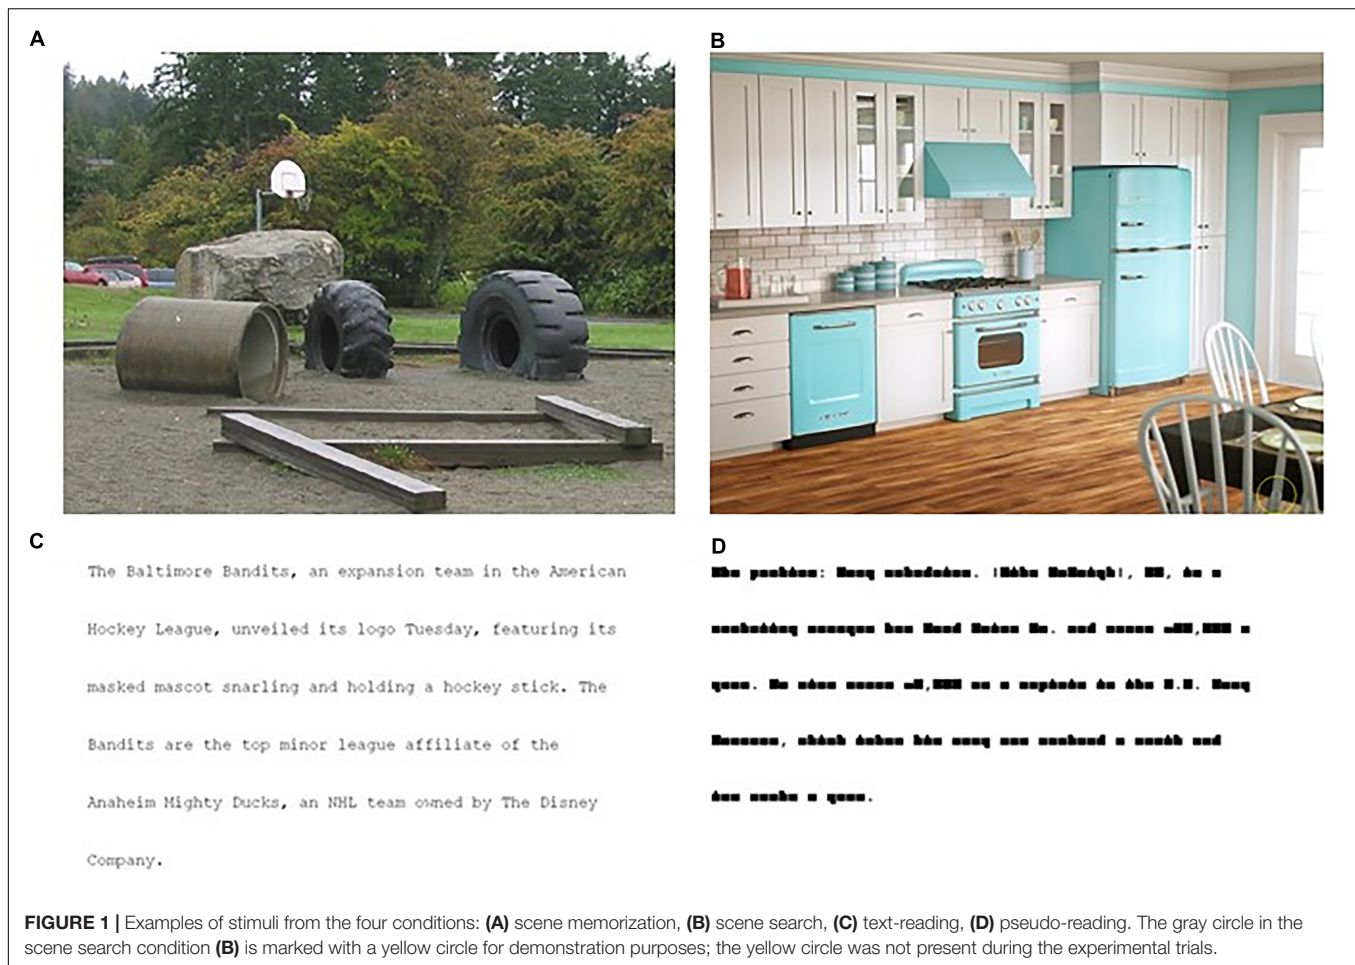 A
B
C
The Baltimore Bandits, an expansion team in the American
Hockey League, unveiled its logo Tuesday, featuring its
masked mascot snarling and holding a hockey stick. The
Bandits are the top minor league affiliate of the
Anaheim Mighty Ducks, an NHL team owned by The Disney
Company.
D
FIGURE 1 | Examples of stimuli from the four conditions: (A) scene memorization, (B) scene search, (C) text-reading, (D) pseudo-reading. The gray circle in the
scene search condition (B) is marked with a yellow circle for demonstration purposes; the yellow circle was not present during the experimental trials.